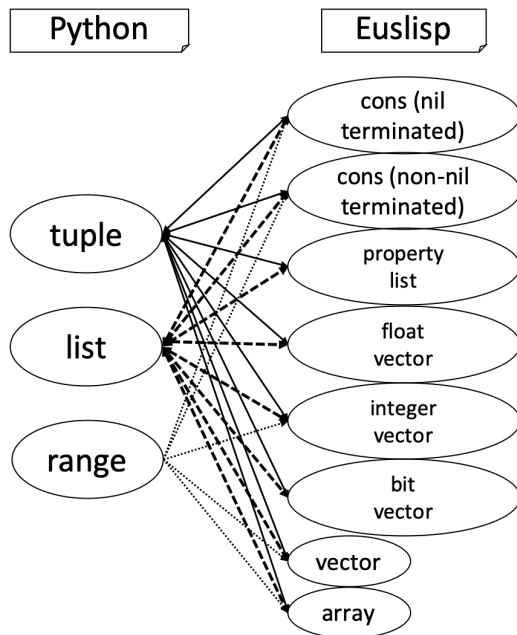 Python
Euslisp
cons (nil
terminated)
cons (non-nil
terminated)
tuple
property
list
list
float
vector
integer
vector
range
bit
vector
vector
array